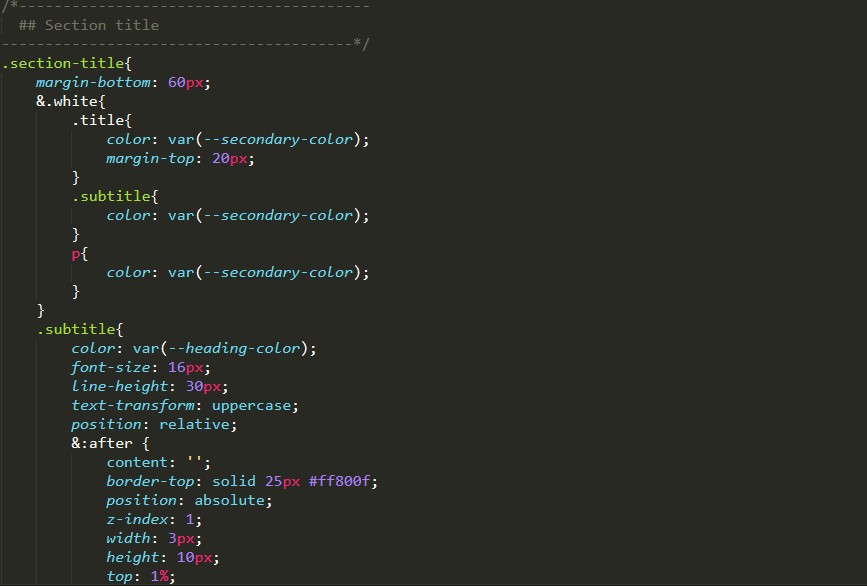 /*----------------------------------------
## Section title
----------------------------------------*/
.section-title{
margin-bottom: 60px;
&.white{
.title{
color: var(--secondary-color);
margin-top: 20px;
}
.subtitle{
color: var(--secondary-color);
}
p{
color: var(--secondary-color);
}
}
.subtitle{
color: var(--heading-color);
font-size: 16px;
line-height: 30px;
text-transform: uppercase;
position: relative;
&:after {
content: '';
border-top: solid 25px #ff800f;
position: absolute;
z-index: 1;
width: 3px;
height: 10px;
top: 1%;